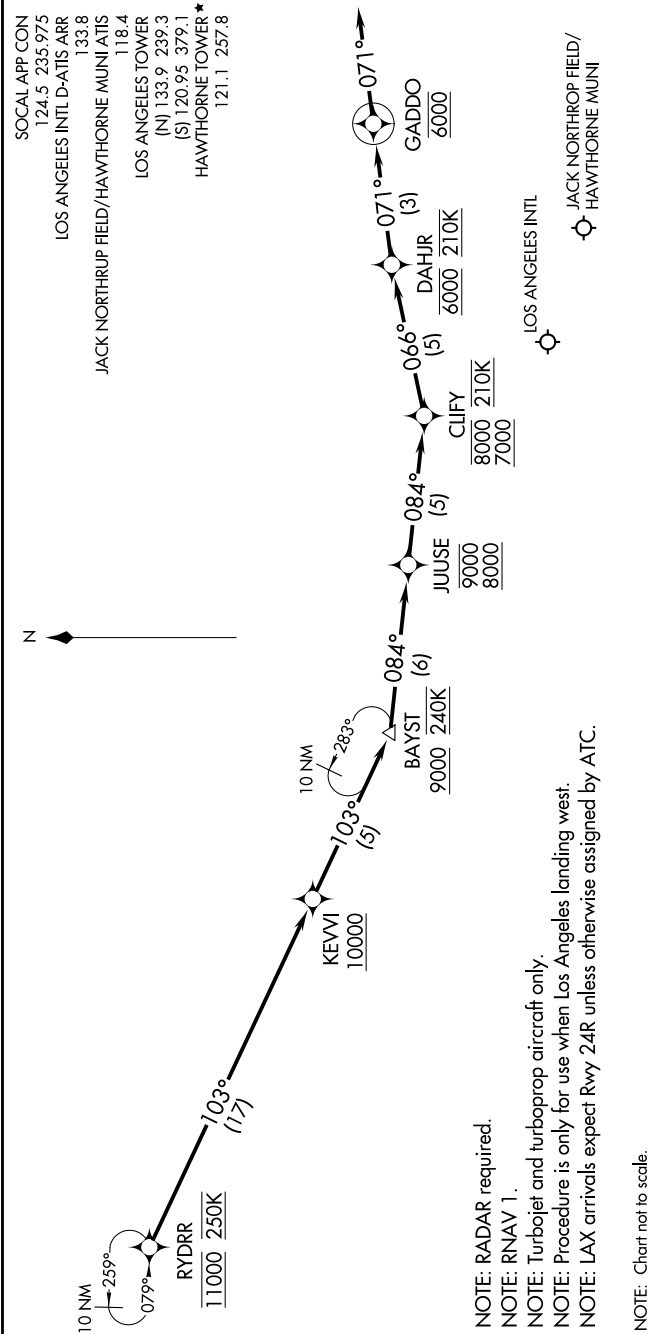 SOCAL APP CON
124.5 235.975
LOS ANGELES INTL D-ATIS ARR
133.8
JACK NORTHRUP FIELD/HAWTHORNE MUNI ATIS
118.4
LOS ANGELES TOWER
(N) 133.9 239.3
(S) 120.95 379.1
HAWTHORNE TOWER★
121.1 257.8
N
10 NM
259°
079°
RYDRR
11000 250K
103°
(17)
KEVVI
10000
103°
(5)
10 NM
283°
BAYST
9000 240K
084°
(6)
JUUSE
9000
8000
084°
(5)
CLIFY
8000 210K
7000
066°
(5)
DAHJR
6000 210K
071°
(3)
GADDO
6000
071°
LOS ANGELES INTL
JACK NORTHROP FIELD/
HAWTHORNE MUNI
NOTE: RADAR required.
NOTE: RNAV 1.
NOTE: Turbojet and turboprop aircraft only.
NOTE: Procedure is only for use when Los Angeles landing west.
NOTE: LAX arrivals expect Rwy 24R unless otherwise assigned by ATC.
NOTE: Chart not to scale.